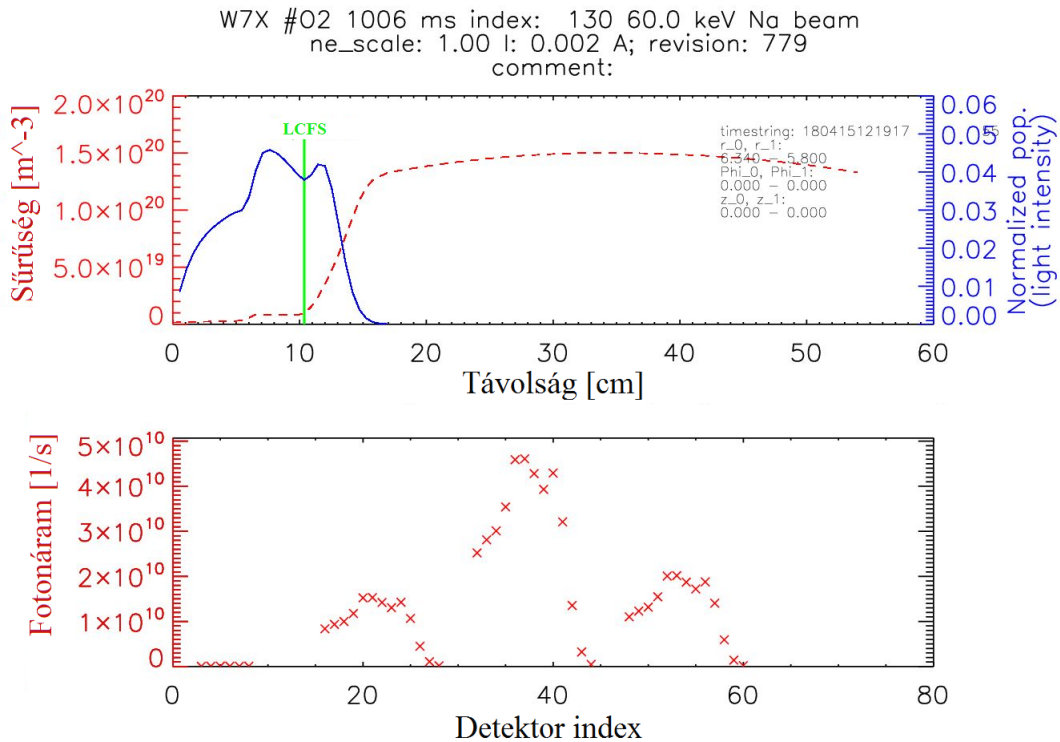 W7X #O2 1006 ms index: 130 60.0 keV Na beam
ne_scale: 1.00 I: 0.002 A; revision: 779
comment:
Sűrűség [m^-3]
2.0×10^20
1.5×10^20
1.0×10^20
5.0×10^19
0
LCFS
timestring: 180415121917
r_0, r_1:
6.340 – 5.800
Phi_0, Phi_1:
0.000 – 0.000
z_0, z_1:
0.000 – 0.000
0.06
0.05
0.04
0.03
0.02
0.01
0.00
Normalized pop.
(light intensity)
0 10 20 30 40 50 60
Távolság [cm]
Fotonáram [1/s]
5×10^10
4×10^10
3×10^10
2×10^10
1×10^10
0
0 20 40 60 80
Detektor index